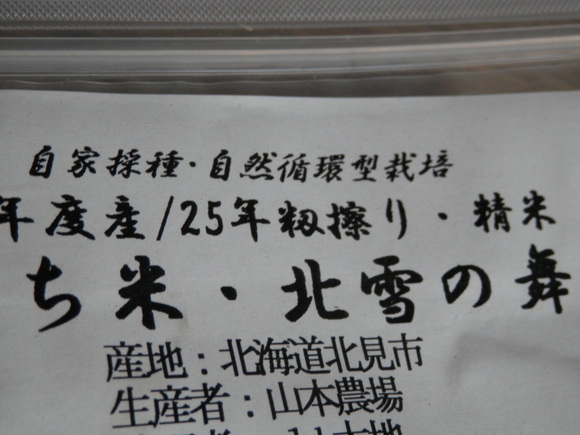 自家採種・自然循環型栽培
年度産/25年籾擦り・精米
ち米・北雪の舞
産地：北海道北見市
生産者：山本農場